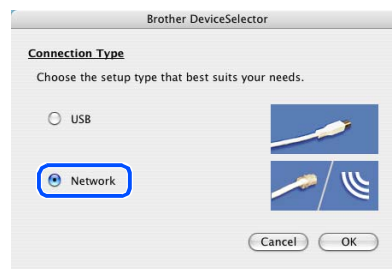 Brother DeviceSelector
Connection Type
Choose the setup type that best suits your needs.
USB
Network
Cancel
OK